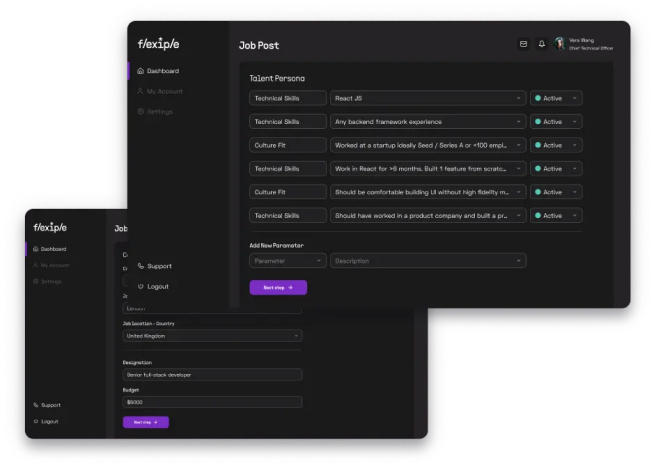 f/exip/e
Job Post
Vera Wang
Chief Technical Officer
Dashboard
My Account
Settings
Support
Logout
Talent Persona
Technical Skills React JS Active
Technical Skills Any backend framework experience Active
Culture Fit Worked at a startup ideally Seed / Series A or <100 empl... Active
Technical Skills Work in React for >6 months. Built 1 feature from scratc... Active
Culture Fit Should be comfortable building UI without high fidelity m... Active
Technical Skills Should have worked in a product company and built a pr... Active
Add New Parameter
Parameter Description
Next step →
f/exip/e
Job
Dashboard
My Account
Settings
Support
Logout
London
Job location - Country
United Kingdom
Designation
Senior full-stack developer
Budget
$5000
Next step →